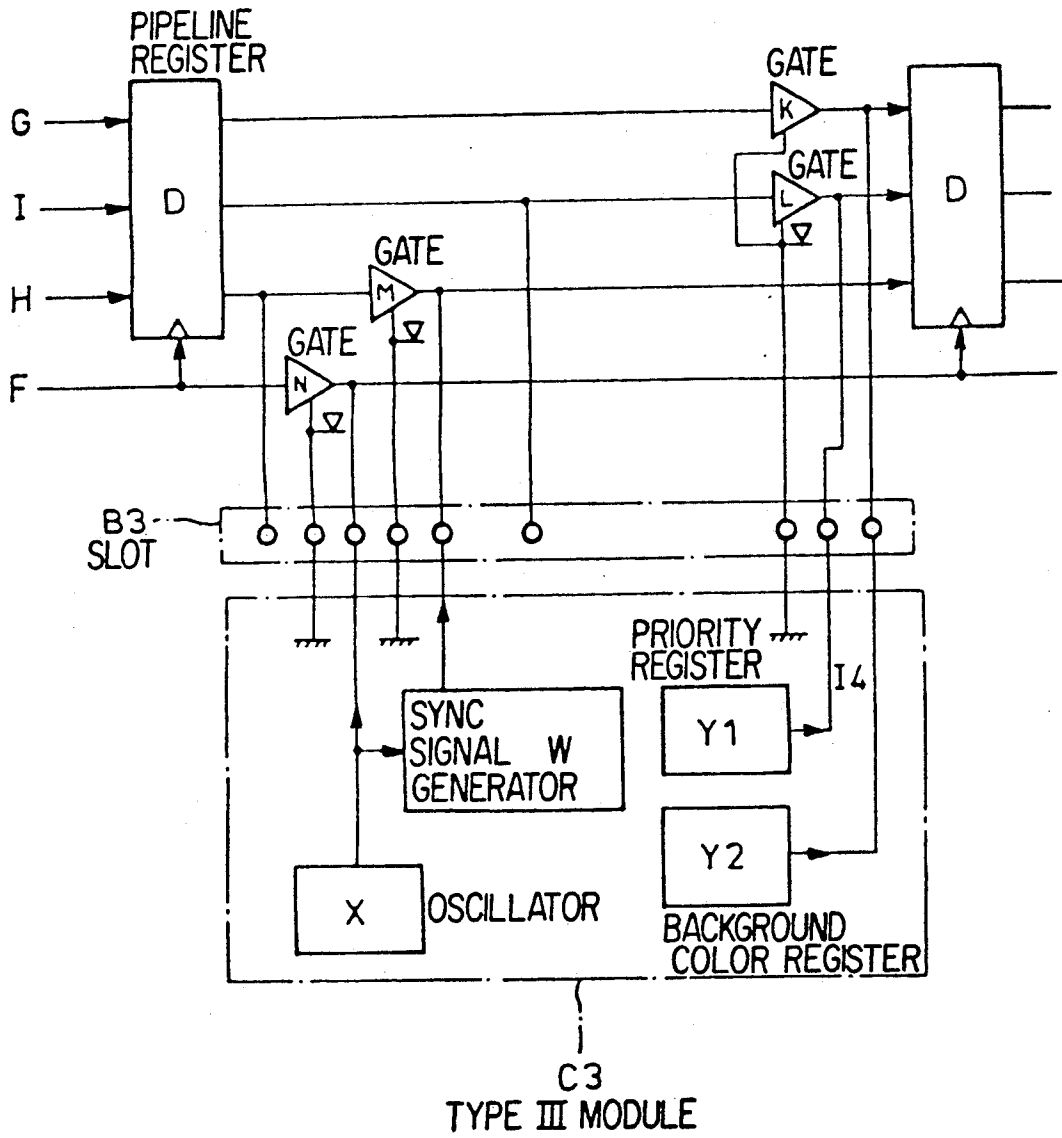 PIPELINE
REGISTER
GATE
G
K
GATE
I
D
L
D
GATE
H
M
GATE
F
N
B3
SLOT
PRIORITY
REGISTER
I4
SYNC
SIGNAL W
GENERATOR
Y1
Y2
X
OSCILLATOR
BACKGROUND
COLOR REGISTER
C3
TYPE III MODULE